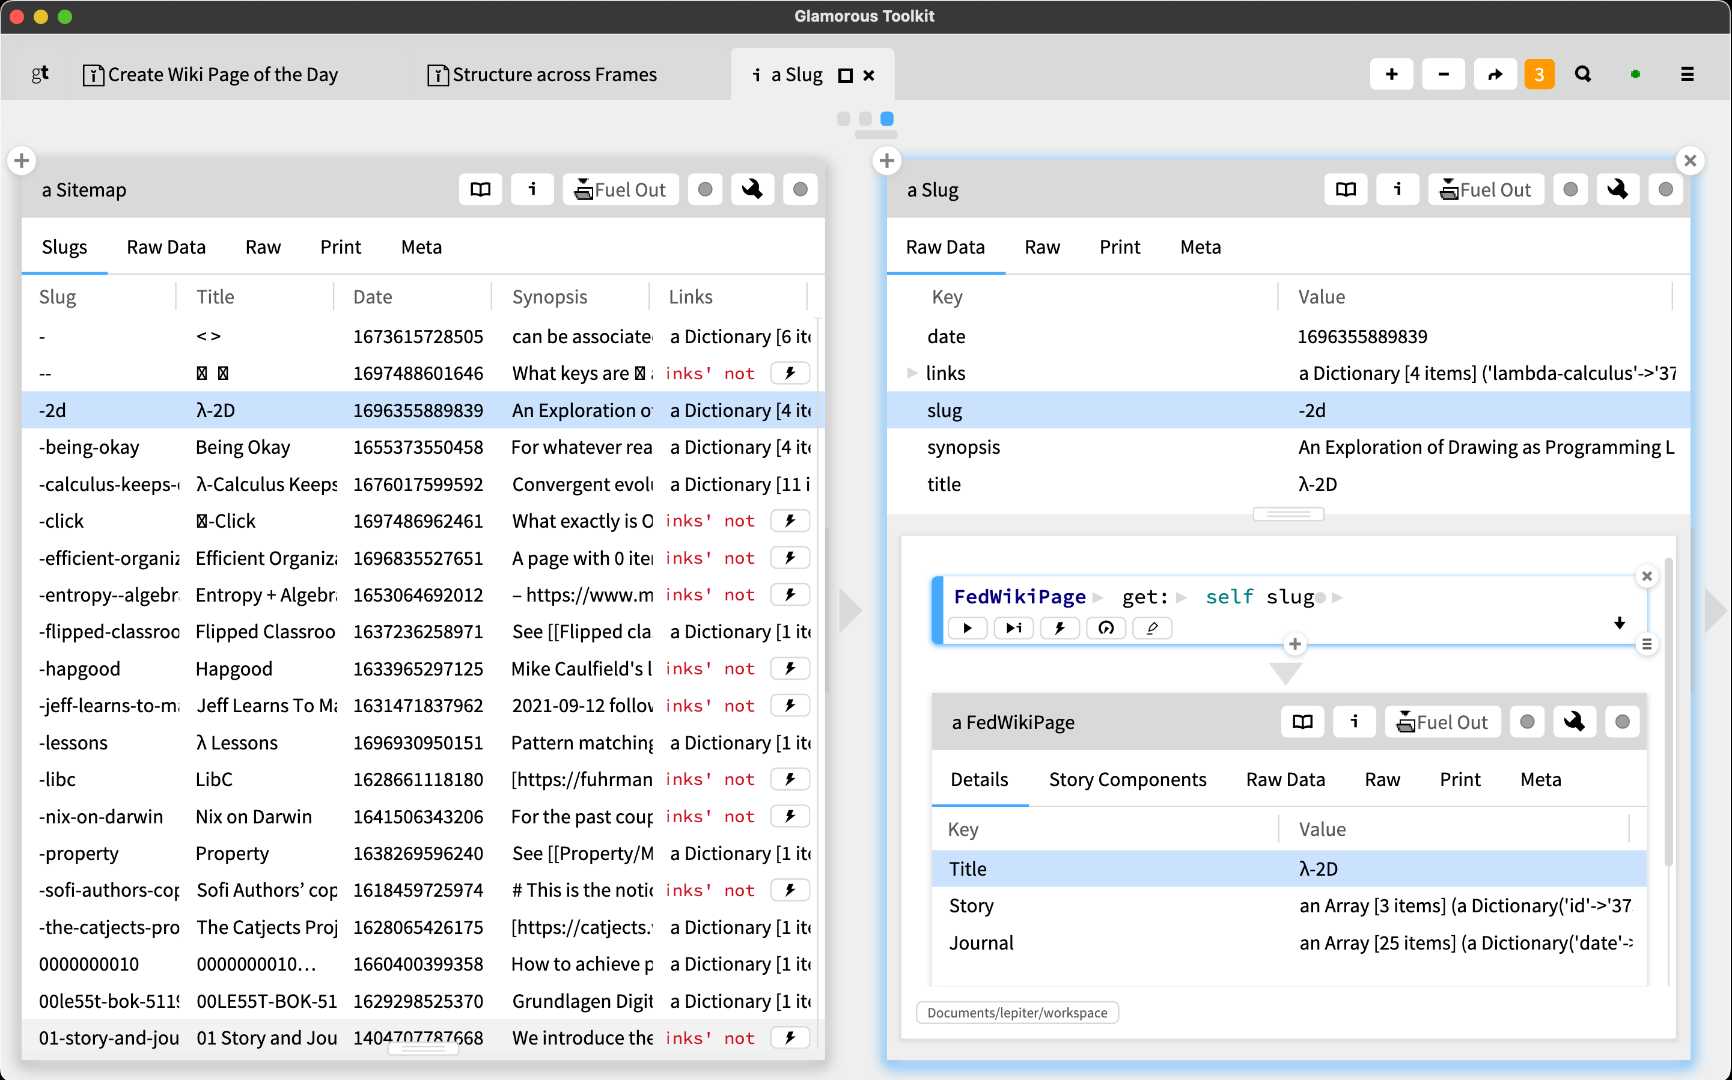 Glamorous Toolkit
gt Create Wiki Page of the Day Structure across Frames i a Slug 3
a Sitemap i Fuel Out
Slugs Raw Data Raw Print Meta
Slug Title Date Synopsis Links
- <> 1673615728505 can be associate a Dictionary [6 it
-- 1697488601646 What keys are inks' not
-2d λ-2D 1696355889839 An Exploration o a Dictionary [4 it
-being-okay Being Okay 1655373550458 For whatever rea a Dictionary [4 it
-calculus-keeps- λ-Calculus Keeps 1676017599592 Convergent evol a Dictionary [11 i
-click -Click 1697486962461 What exactly is O inks' not
-efficient-organiz Efficient Organiz 1696835527651 A page with 0 iter inks' not
-entropy--algebr Entropy + Algebr 1653064692012 – https://www.m inks' not
-flipped-classroo Flipped Classroo 1637236258971 See [[Flipped cla a Dictionary [1 it
-hapgood Hapgood 1633965297125 Mike Caulfield's l inks' not
-jeff-learns-to-m Jeff Learns To Ma 1631471837962 2021-09-12 follow inks' not
-lessons λ Lessons 1696930950151 Pattern matching a Dictionary [1 it
-libc LibC 1628661118180 [https://fuhrman inks' not
-nix-on-darwin Nix on Darwin 1641506343206 For the past coup inks' not
-property Property 1638269596240 See [[Property/M a Dictionary [1 it
-sofi-authors-cop Sofi Authors’ cop 1618459725974 # This is the notic inks' not
-the-catjects-pro The Catjects Proj 1628065426175 [https://catjects. a Dictionary [1 it
0000000010 0000000010… 1660400399358 How to achieve p a Dictionary [1 it
00le55t-bok-511 00LE55T-BOK-51 1629298525370 Grundlagen Digit a Dictionary [1 it
01-story-and-jou 01 Story and Jou 1404707787668 We introduce the inks' not
a Slug i Fuel Out
Raw Data Raw Print Meta
Key Value
date 1696355889839
links a Dictionary [4 items] ('lambda-calculus'->'37
slug -2d
synopsis An Exploration of Drawing as Programming L
title λ-2D
FedWikiPage get: self slug
i
a FedWikiPage i Fuel Out
Details Story Components Raw Data Raw Print Meta
Key Value
Title λ-2D
Story an Array [3 items] (a Dictionary('id'->'37
Journal an Array [25 items] (a Dictionary('date'-
Documents/lepiter/workspace